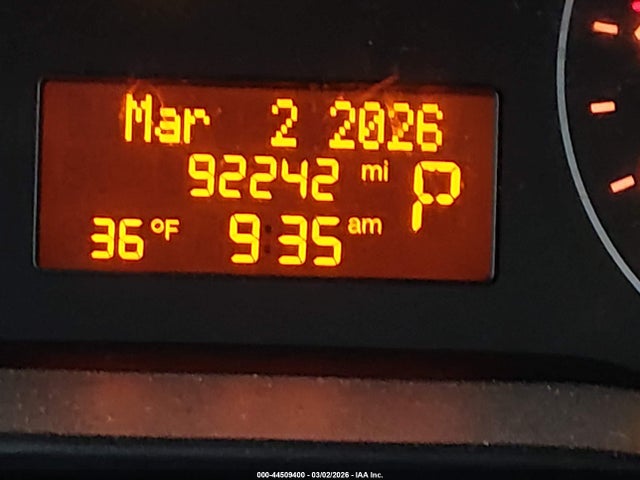 Mar 2 2026
92242 mi P
36 °F 9:35 am
000-44509400 - 03/02/2026 - IAA Inc.